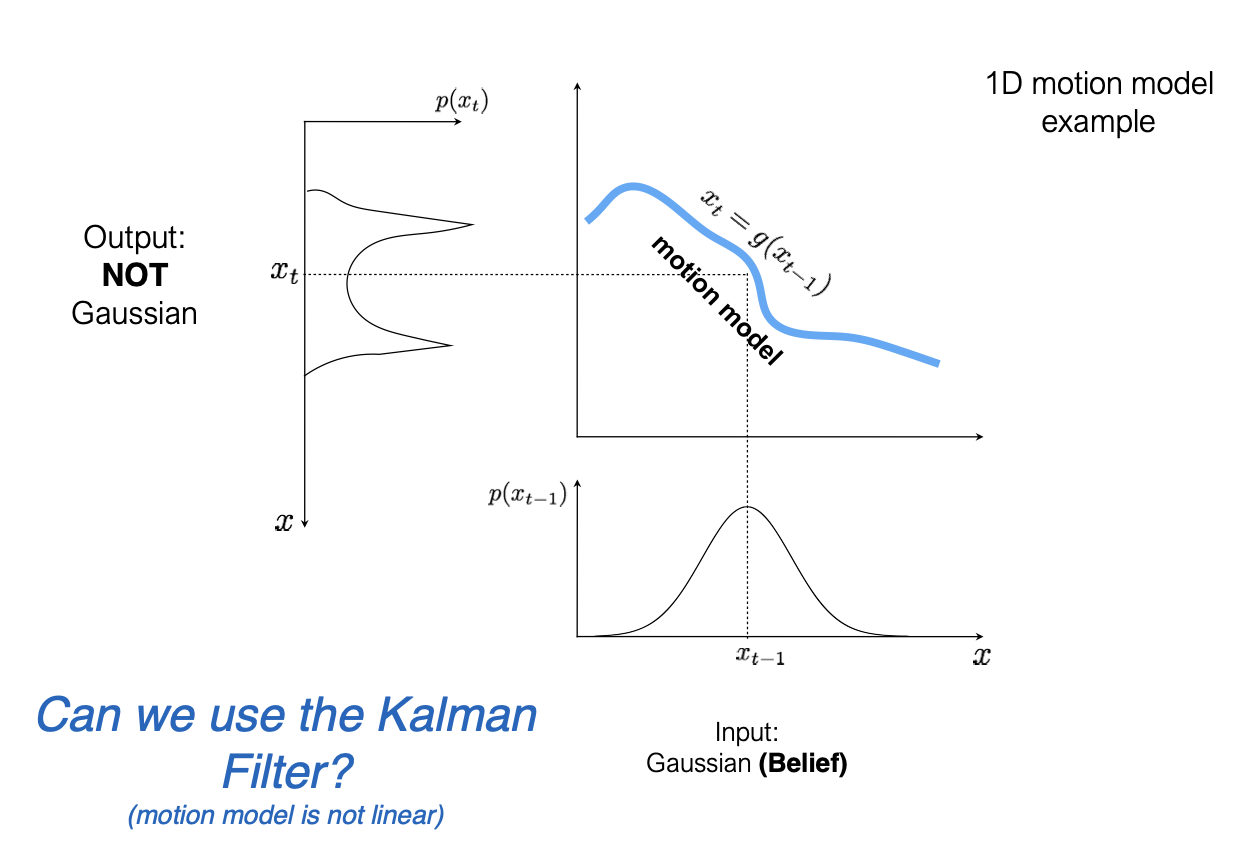 1D motion model
example
p(x_t)
x_t = g(x_{t-1})
motion model
Output:
NOT
Gaussian
x_t
x
p(x_{t-1})
x_{t-1}
x
Can we use the Kalman
Filter?
(motion model is not linear)
Input:
Gaussian (Belief)